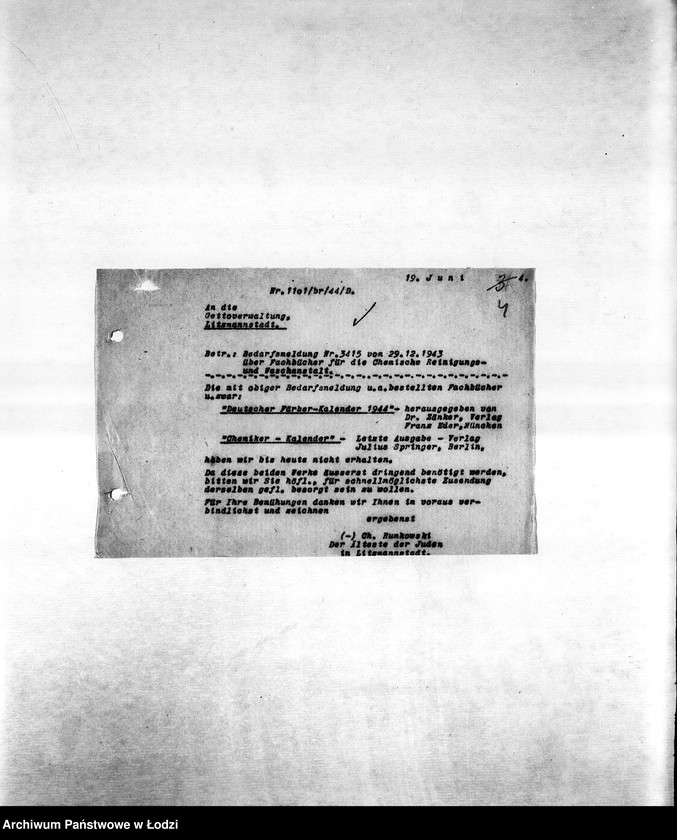 19. J u n i 4.
Nr.11o1/br/44/D.
4
An die
Gettoverwaltung,
Litzmannstadt.
Betr.: Bedarfsmeldung Nr.3415 von 29.12.1943
über Fachbücher für die Chemische Reinigungs-
und Waschanstalt.
Die mit obiger Bedarfsmeldung u.a.bestellten Fachbücher
u.zwar:
"Deutscher Färber-Kalender 1944"- herausgegeben von
Dr. Zänker, Verlag
Franz Eder,München
"Chemiker - Kalender" - Letzte Ausgabe - Verlag
Julius Springer, Berlin,
haben wir bis heute nicht erhalten.
Da diese beiden Werke äusserst dringend benötigt werden,
bitten wir Sie höfl., für schnellmöglichste Zusendung
derselben gefl. besorgt sein zu wollen.
Für Ihre Bemühungen danken wir Ihnen im voraus ver-
bindlichst und zeichnen
ergebenst
(-) Ch. Rumkowski
Der Älteste der Juden
in Litzmannstadt.
Archiwum Państwowe w Łodzi